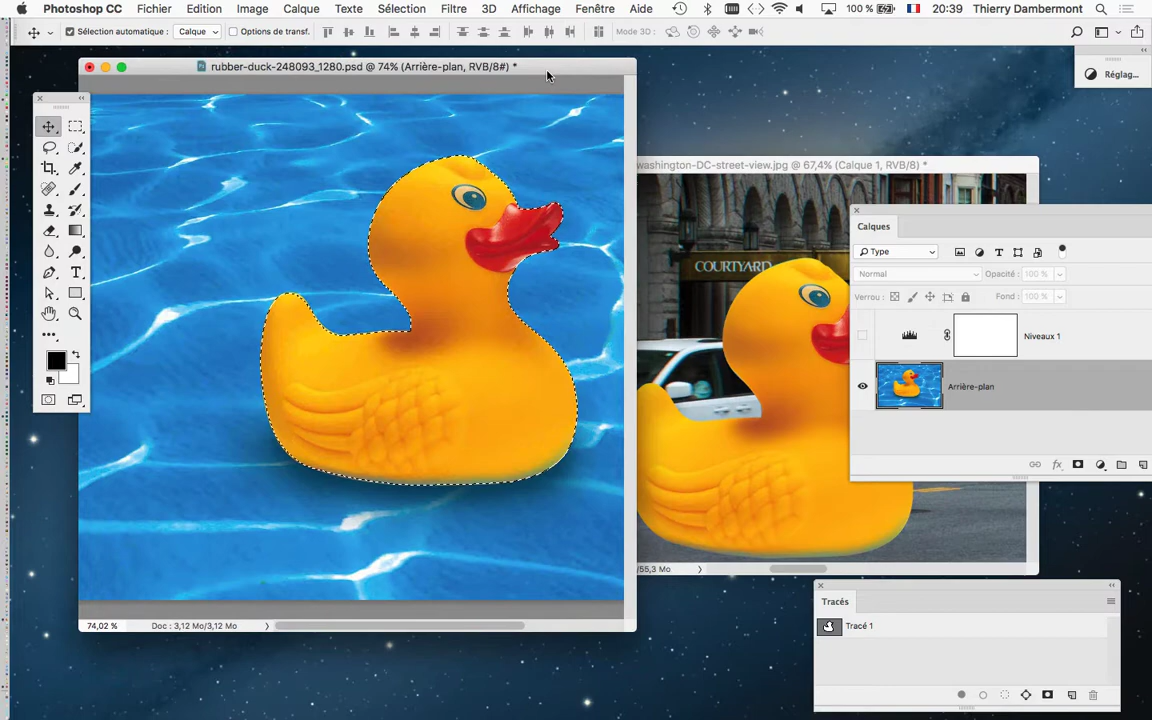 Photoshop CC Fichier Edition Image Calque Texte Sélection Filtre 3D Affichage Fenêtre Aide 100 % 20:39 Thierry Dambermont
Sélection automatique : Calque Options de transf. Mode 3D :
rubber-duck-248093_1280.psd @ 74% (Arrière-plan, RVB/8#) *
Réglag...
washington-DC-street-view.jpg @ 67,4% (Calque 1, RVB/8) *
COURTYARD
Calques
Type
Normal Opacité : 100 %
Verrou : Fond : 100 %
Niveaux 1
Arrière-plan
T
/55,3 Mo
Tracés
Tracé 1
74,02 % Doc : 3,12 Mo/3,12 Mo